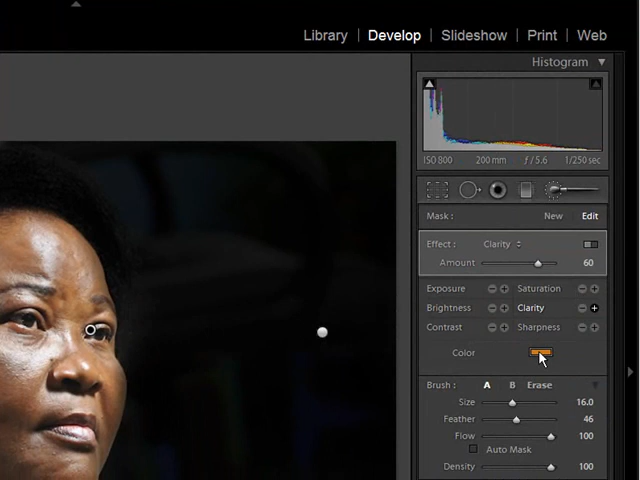 Library | Develop | Slideshow | Print | Web
Histogram
ISO 800 200 mm ƒ / 5.6 1/250 sec
Mask : New Edit
Effect : Clarity
Amount 60
Exposure Saturation
Brightness Clarity
Contrast Sharpness
Color
Brush : A B Erase
Size 16.0
Feather 46
Flow 100
Auto Mask
Density 100